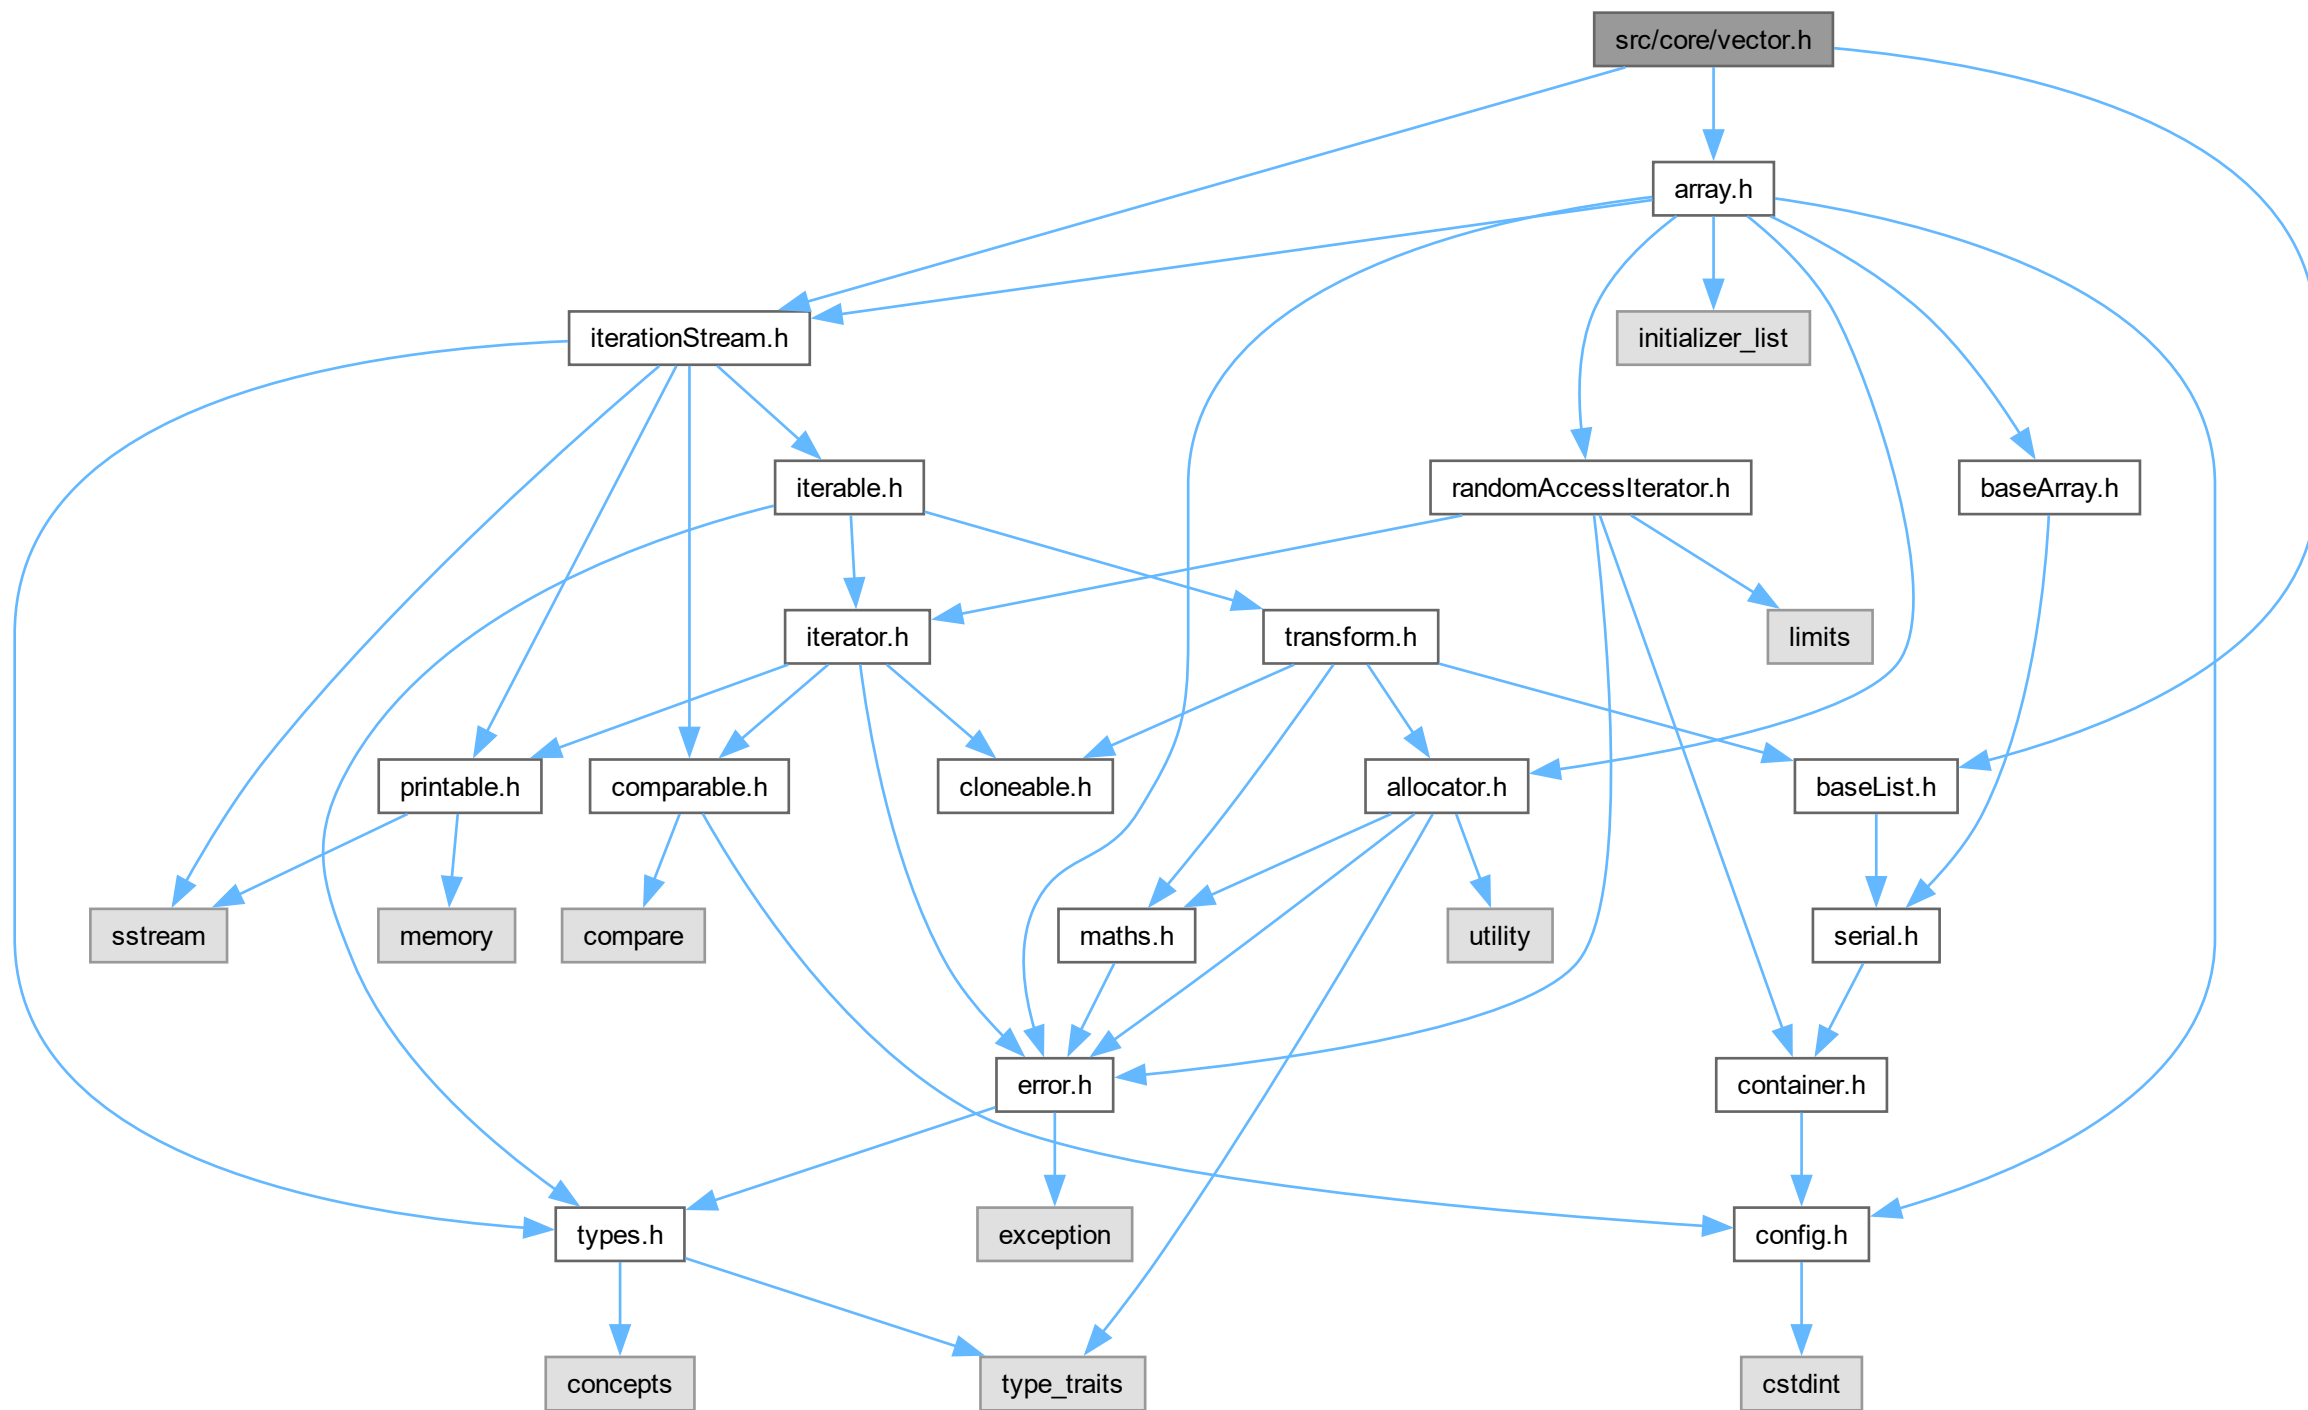 src/core/vector.h
array.h
iterationStream.h
initializer_list
iterable.h
randomAccessIterator.h
baseArray.h
iterator.h
transform.h
limits
printable.h
comparable.h
cloneable.h
allocator.h
baseList.h
sstream
memory
compare
maths.h
utility
serial.h
error.h
container.h
types.h
exception
config.h
concepts
type_traits
cstdint